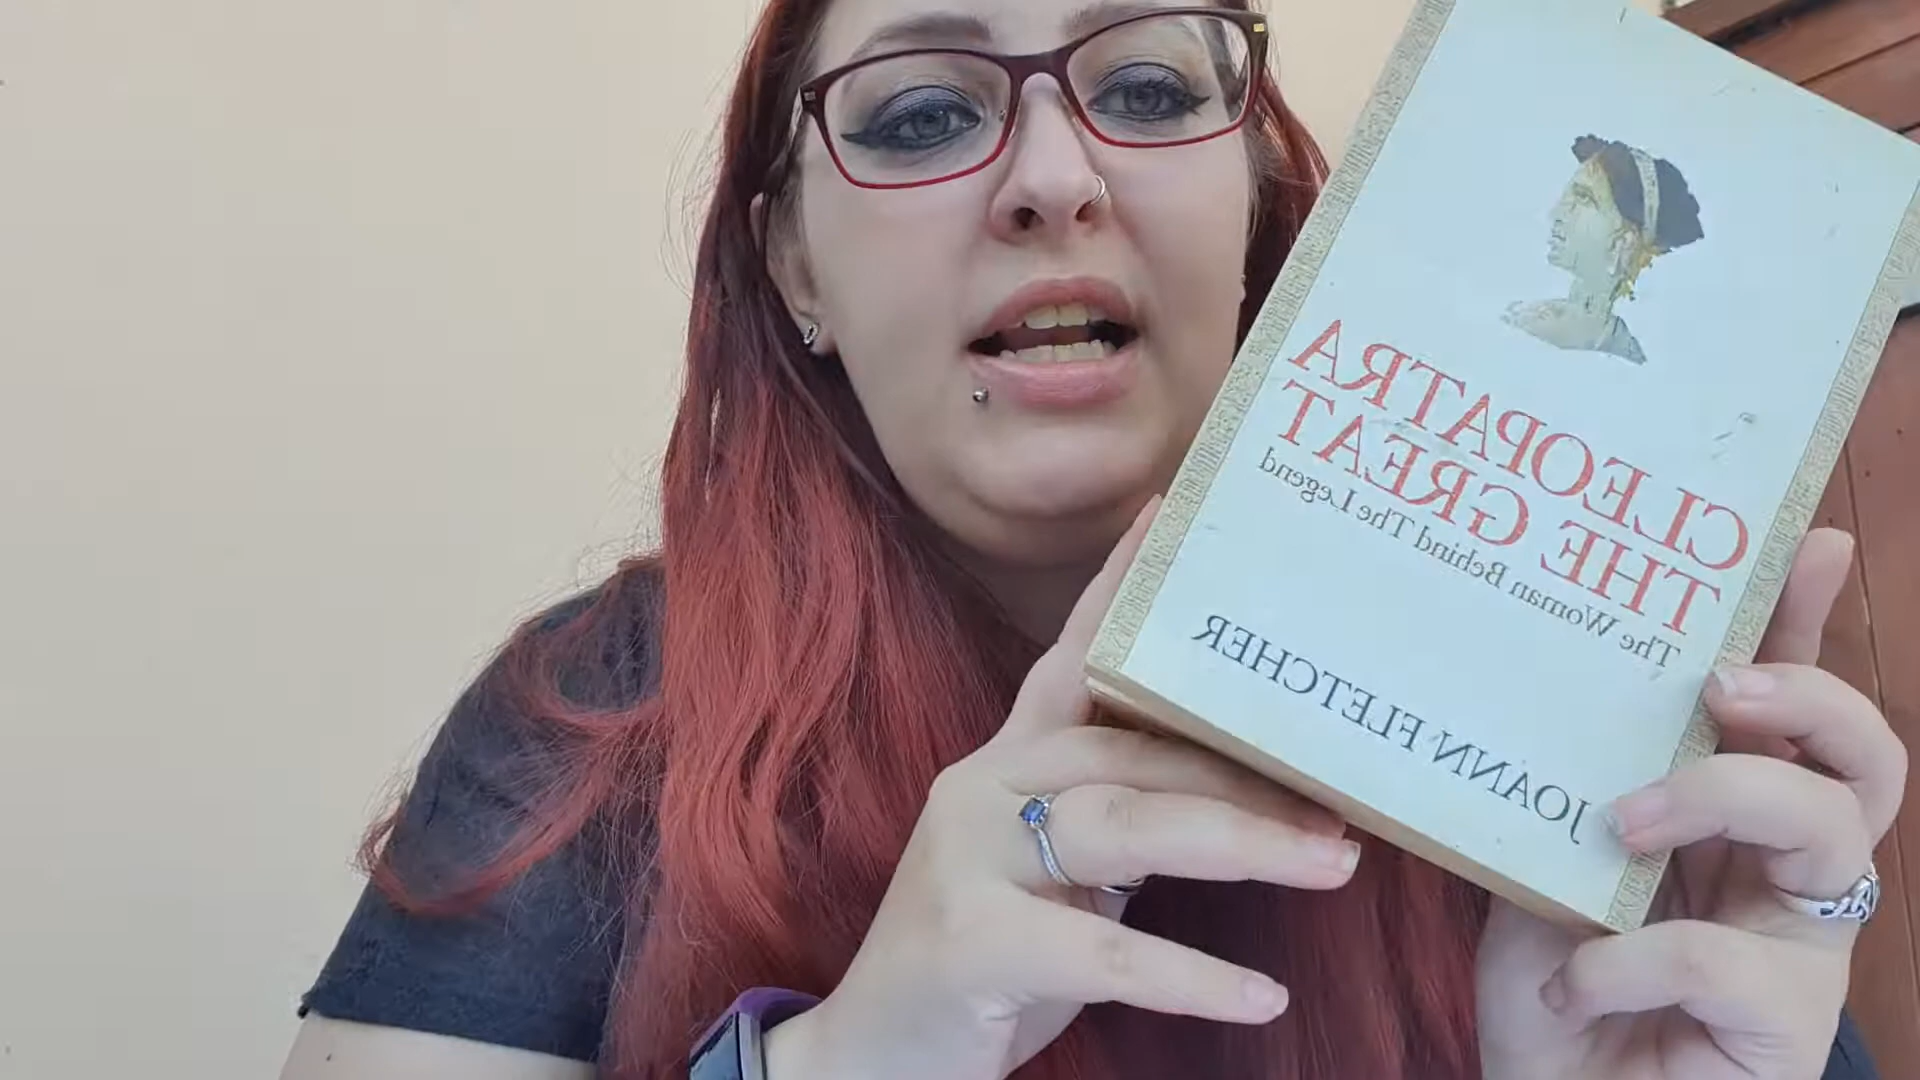 CLEOPATRA
THE GREAT
The Woman Behind The Legend
JOANN FLETCHER